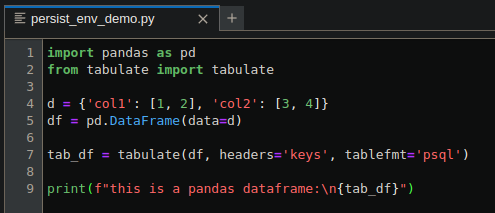 persist_env_demo.py
1 import pandas as pd
2 from tabulate import tabulate
3
4 d = {'col1': [1, 2], 'col2': [3, 4]}
5 df = pd.DataFrame(data=d)
6
7 tab_df = tabulate(df, headers='keys', tablefmt='psql')
8
9 print(f"this is a pandas dataframe:\n{tab_df}")